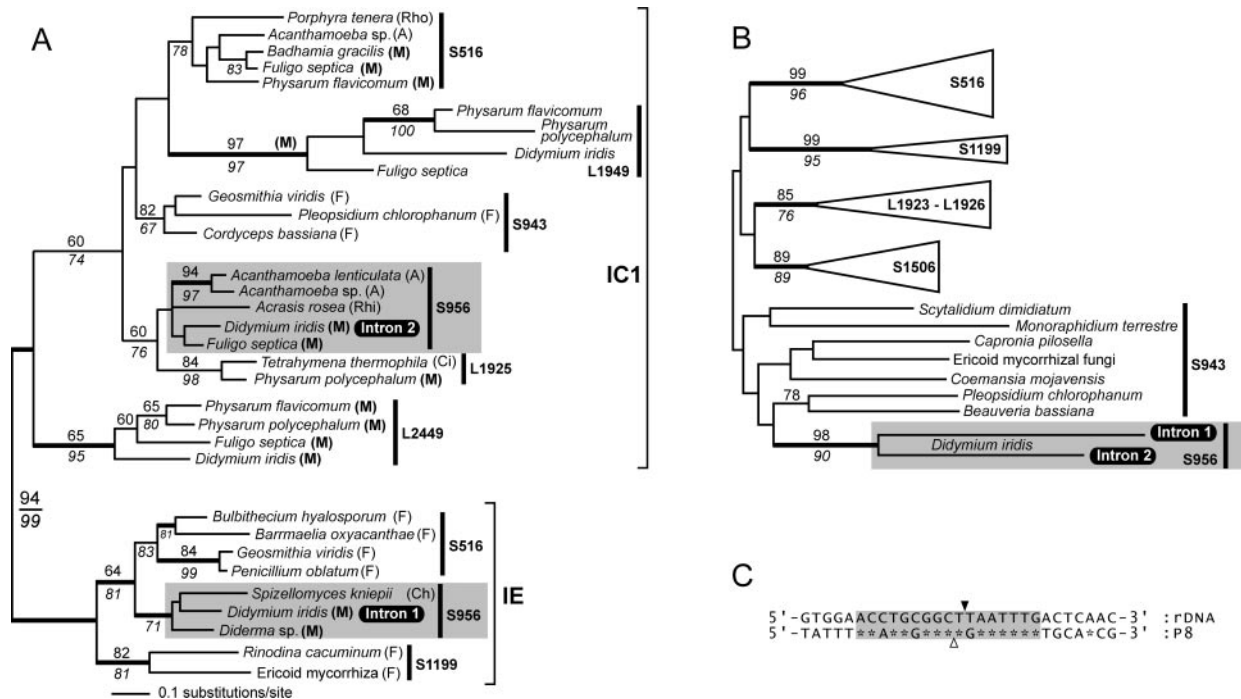 A
Porphyra tenera (Rho)
Acanthamoeba sp. (A)
78
Badhamia gracilis (M)
S516
83
Fuligo septica (M)
Physarum flavicomum (M)
68
Physarum flavicomum
100
Physarum
polycephalum
97
(M)
97
Didymium iridis
Fuligo septica
L1949
Geosmithia viridis (F)
82
Pleopsidium chlorophanum (F)
S943
67
Cordyceps bassiana (F)
60
74
IC1
94
Acanthamoeba lenticulata (A)
97
Acanthamoeba sp. (A)
Acrasis rosea (Rhi)
S956
60
Didymium iridis (M) Intron 2
76
Fuligo septica (M)
84
Tetrahymena thermophila (Ci)
L1925
98
Physarum polycephalum (M)
65
Physarum flavicomum (M)
60
80
Physarum polycephalum (M)
L2449
65
Fuligo septica (M)
95
Didymium iridis (M)
94
99
Bulbithecium hyalosporum (F)
81
Barrmaelia oxyacanthae (F)
S516
83
84
Geosmithia viridis (F)
99
Penicillium oblatum (F)
IE
64
81
Spizellomyces kniepii (Ch)
Didymium iridis (M) Intron 1
S956
71
Diderma sp. (M)
82
Rinodina cacuminum (F)
S1199
81
Ericoid mycorrhiza (F)
0.1 substitutions/site
B
99
96
S516
99
95
S1199
85
76
L1923 - L1926
89
89
S1506
Scytalidium dimidiatum
Monoraphidium terrestre
Capronia pilosella
Ericoid mycorrhizal fungi
S943
Coemansia mojavensis
78
Pleopsidium chlorophanum
Beauveria bassiana
98
90
Intron 1
Didymium iridis
Intron 2
S956
C
5'-GTGGAACCTGCGGCTTAATTTGACTCAAC-3' :rDNA
5'-TATTT☆☆A☆☆G☆☆☆☆☆G☆☆☆☆☆☆TGCA☆CG-3' :P8